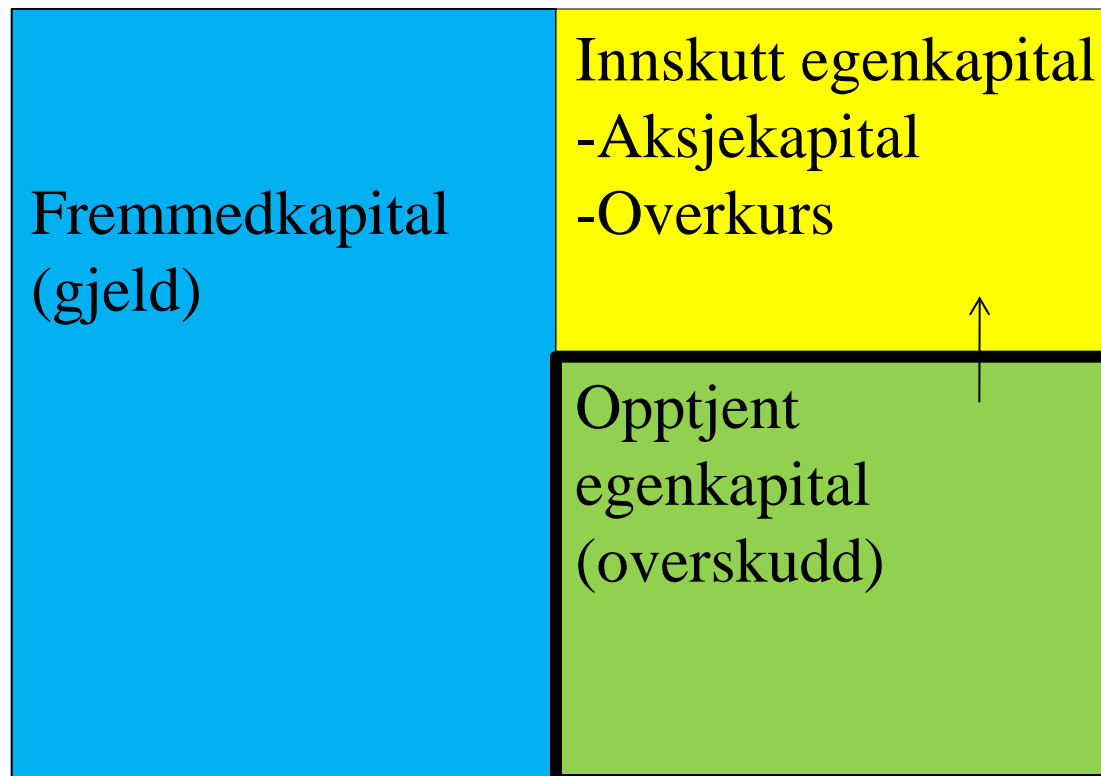 Fremmedkapital
(gjeld)
Innskutt egenkapital
-Aksjekapital
-Overkurs
Opptjent
egenkapital
(overskudd)